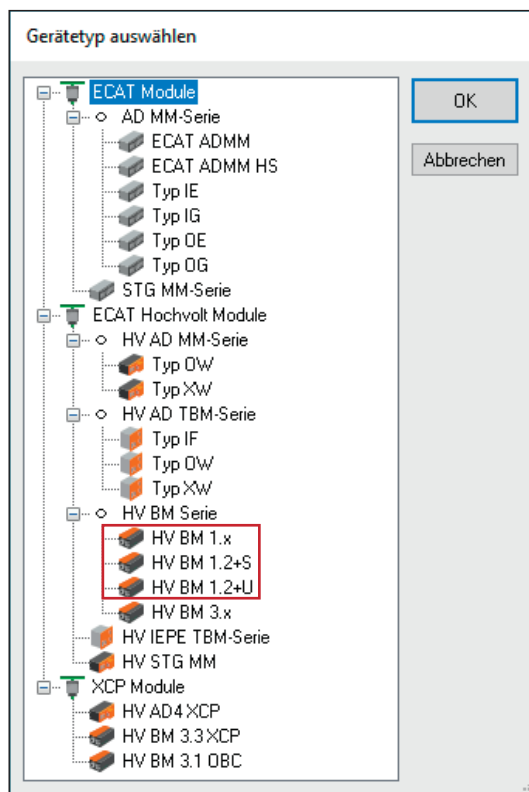 Gerätetyp auswählen
ECAT Module
OK
AD MM-Serie
ECAT ADMM
Abbrechen
ECAT ADMM HS
Typ IE
Typ IG
Typ OE
Typ OG
STG MM-Serie
ECAT Hochvolt Module
HV AD MM-Serie
Typ OW
Typ XW
HV AD TBM-Serie
Typ IF
Typ OW
Typ XW
HV BM Serie
HV BM 1.x
HV BM 1.2+S
HV BM 1.2+U
HV BM 3.x
HV IEPE TBM-Serie
HV STG MM
XCP Module
HV AD4 XCP
HV BM 3.3 XCP
HV BM 3.1 OBC